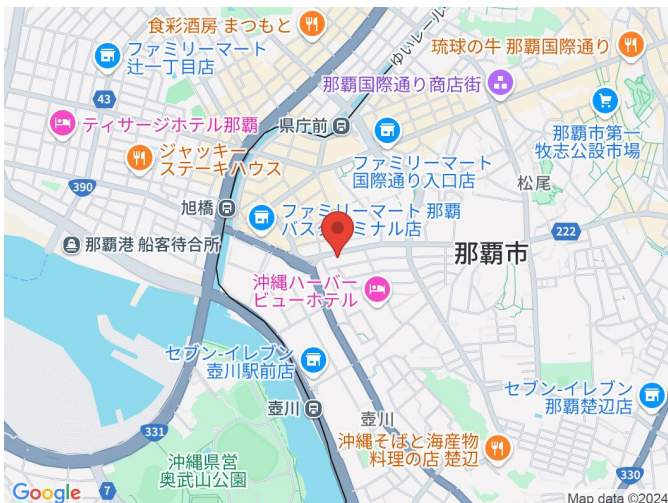 食彩酒房 まつもと
ファミリーマート
辻一丁目店
ゆいレール
琉球の牛 那覇国際通り
那覇国際通り商店街
43
ティサージホテル那覇
県庁前
ジャッキー
ステーキハウス
ファミリーマート
国際通り入口店
那覇市第一
牧志公設市場
松尾
390
旭橋
ファミリーマート 那覇
バスターミナル店
222
那覇港 船客待合所
那覇市
沖縄ハーバー
ビューホテル
セブン-イレブン
壺川駅前店
セブン-イレブン
那覇楚辺店
壺川
壺川
331
沖縄そばと海産物
料理の店 楚辺
沖縄県営
奥武山公園
330
Google
7
Map data ©2024